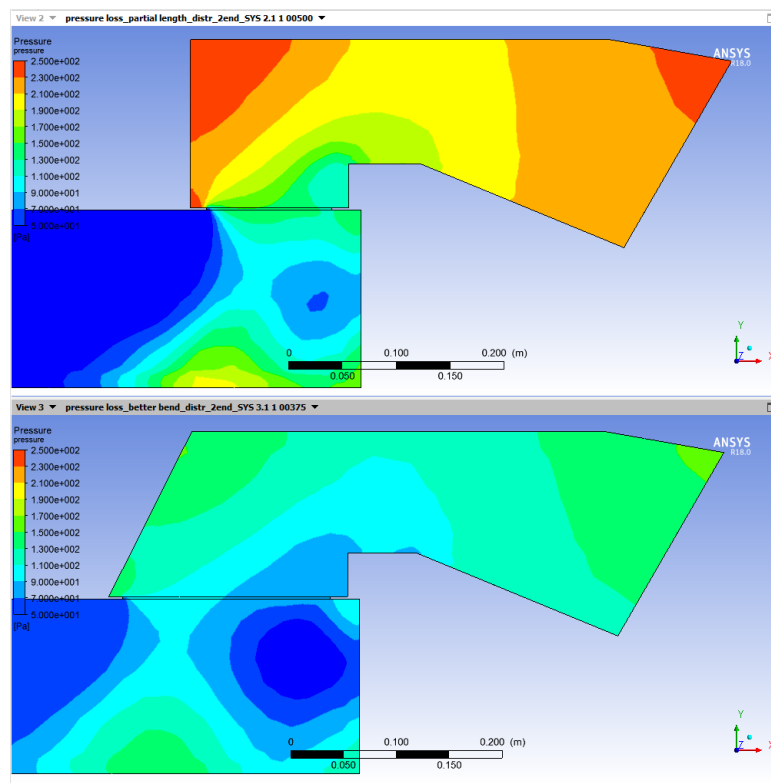 View 2 ▼ pressure loss_partial length_distr_2end_SYS 2.1 1 00500 ▼
Pressure
pressure
2.500e+002
2.300e+002
2.100e+002
1.900e+002
1.700e+002
1.500e+002
1.300e+002
1.100e+002
9.000e+001
7.000e+001
5.000e+001
[Pa]
ANSYS
R18.0
0 0.100 0.200 (m)
0.050 0.150
Y
Z X
View 3 ▼ pressure loss_better bend_distr_2end_SYS 3.1 1 00375 ▼
Pressure
pressure
2.500e+002
2.300e+002
2.100e+002
1.900e+002
1.700e+002
1.500e+002
1.300e+002
1.100e+002
9.000e+001
7.000e+001
5.000e+001
[Pa]
ANSYS
R18.0
0 0.100 0.200 (m)
0.050 0.150
Y
Z X